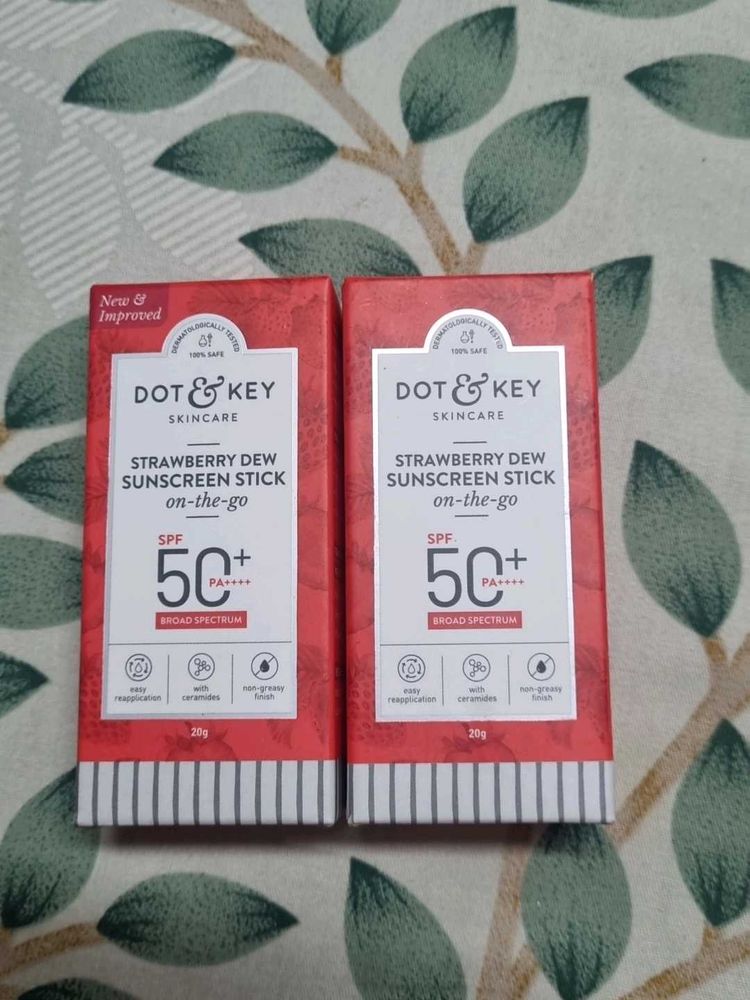 New &
Improved
DERMATOLOGICALLY TESTED
100% SAFE
DOT & KEY
SKINCARE
STRAWBERRY DEW
SUNSCREEN STICK
on-the-go
SPF
50+
PA++++
BROAD SPECTRUM
easy
reapplication
with
ceramides
non-greasy
finish
20g
DERMATOLOGICALLY TESTED
100% SAFE
DOT & KEY
SKINCARE
STRAWBERRY DEW
SUNSCREEN STICK
on-the-go
SPF
50+
PA++++
BROAD SPECTRUM
easy
reapplication
with
ceramides
non-greasy
finish
20g